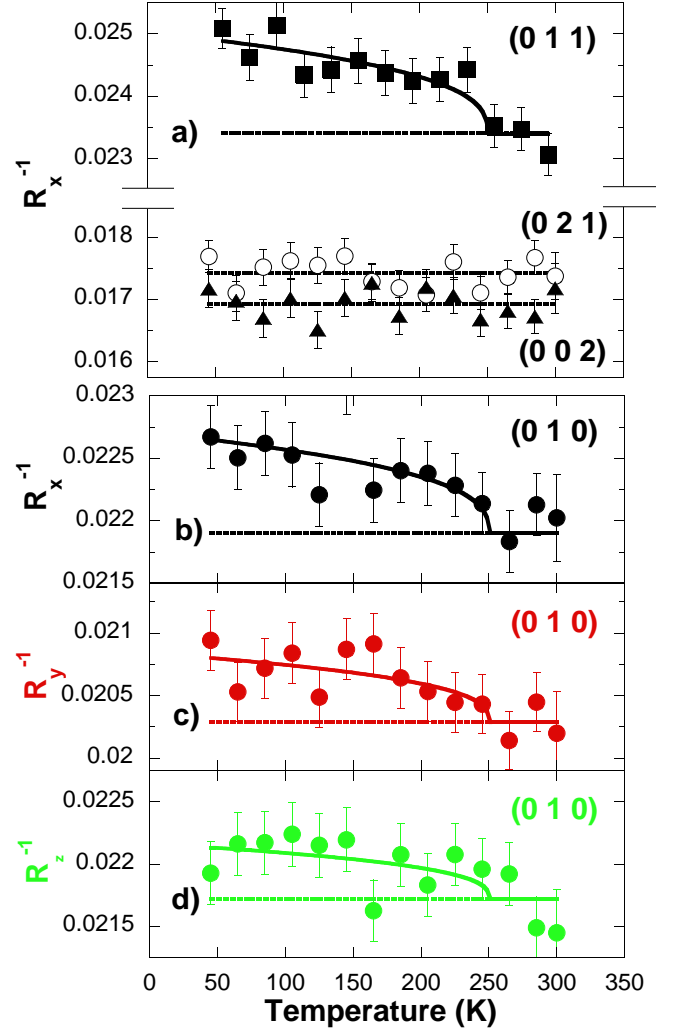 0.025
(0 1 1)
0.024
a)
0.023
R_x^-1
0.018
(0 2 1)
0.017
0.016
(0 0 2)
0.023
(0 1 0)
0.0225
R_x^-1
0.022
b)
0.0215
0.021
(0 1 0)
R_y^-1
0.0205
c)
0.02
0.0225
(0 1 0)
R_z^-1
0.022
d)
0.0215
0 50 100 150 200 250 300 350
Temperature (K)